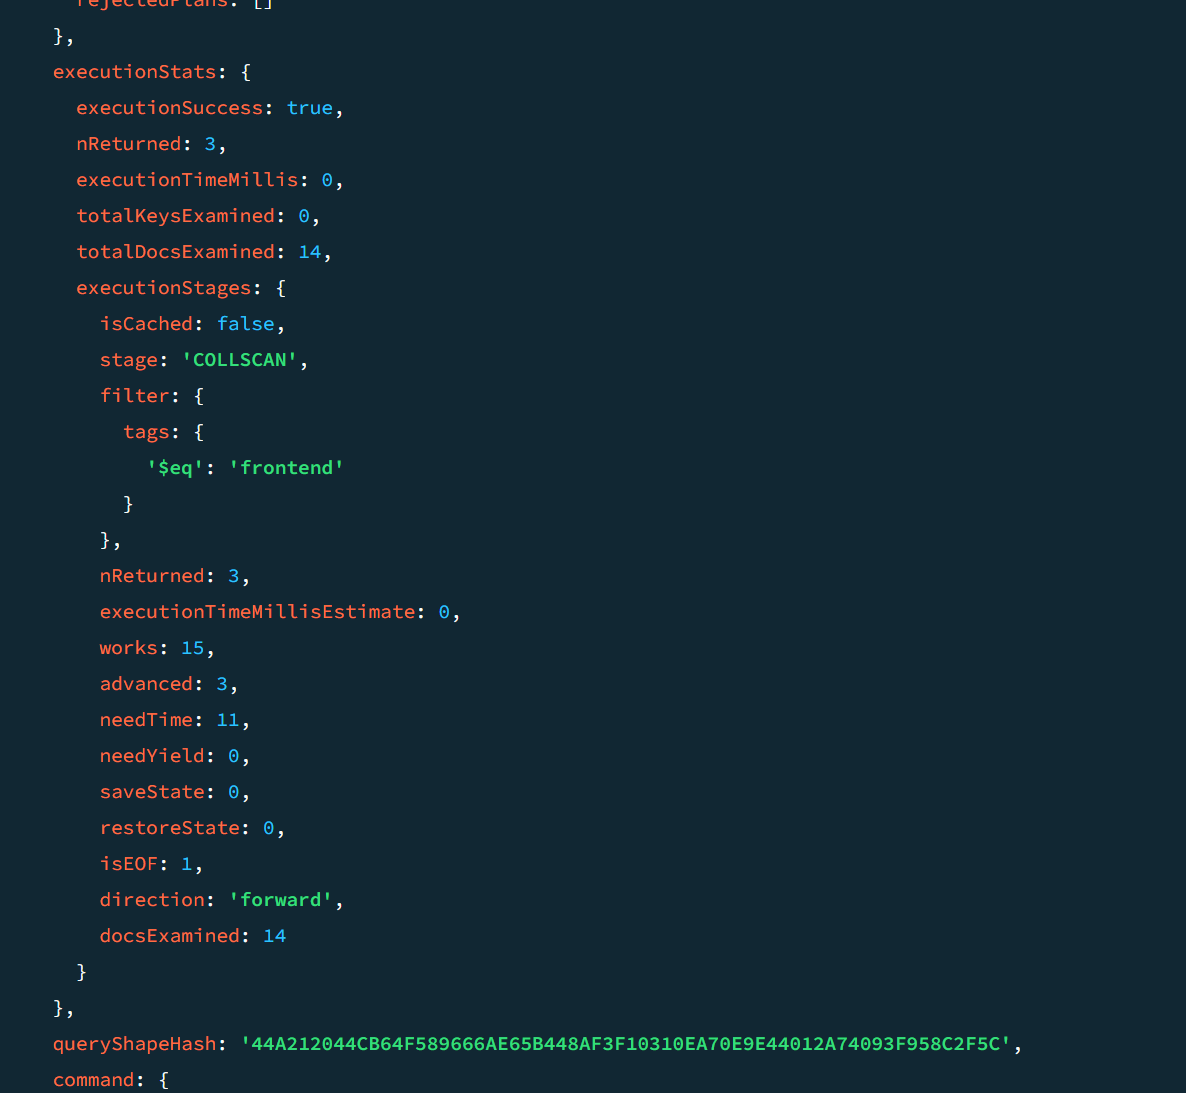 rejectedPlans: []
},
executionStats: {
executionSuccess: true,
nReturned: 3,
executionTimeMillis: 0,
totalKeysExamined: 0,
totalDocsExamined: 14,
executionStages: {
isCached: false,
stage: 'COLLSCAN',
filter: {
tags: {
'$eq': 'frontend'
}
},
nReturned: 3,
executionTimeMillisEstimate: 0,
works: 15,
advanced: 3,
needTime: 11,
needYield: 0,
saveState: 0,
restoreState: 0,
isEOF: 1,
direction: 'forward',
docsExamined: 14
}
},
queryShapeHash: '44A212044CB64F589666AE65B448AF3F10310EA70E9E44012A74093F958C2F5C',
command: {